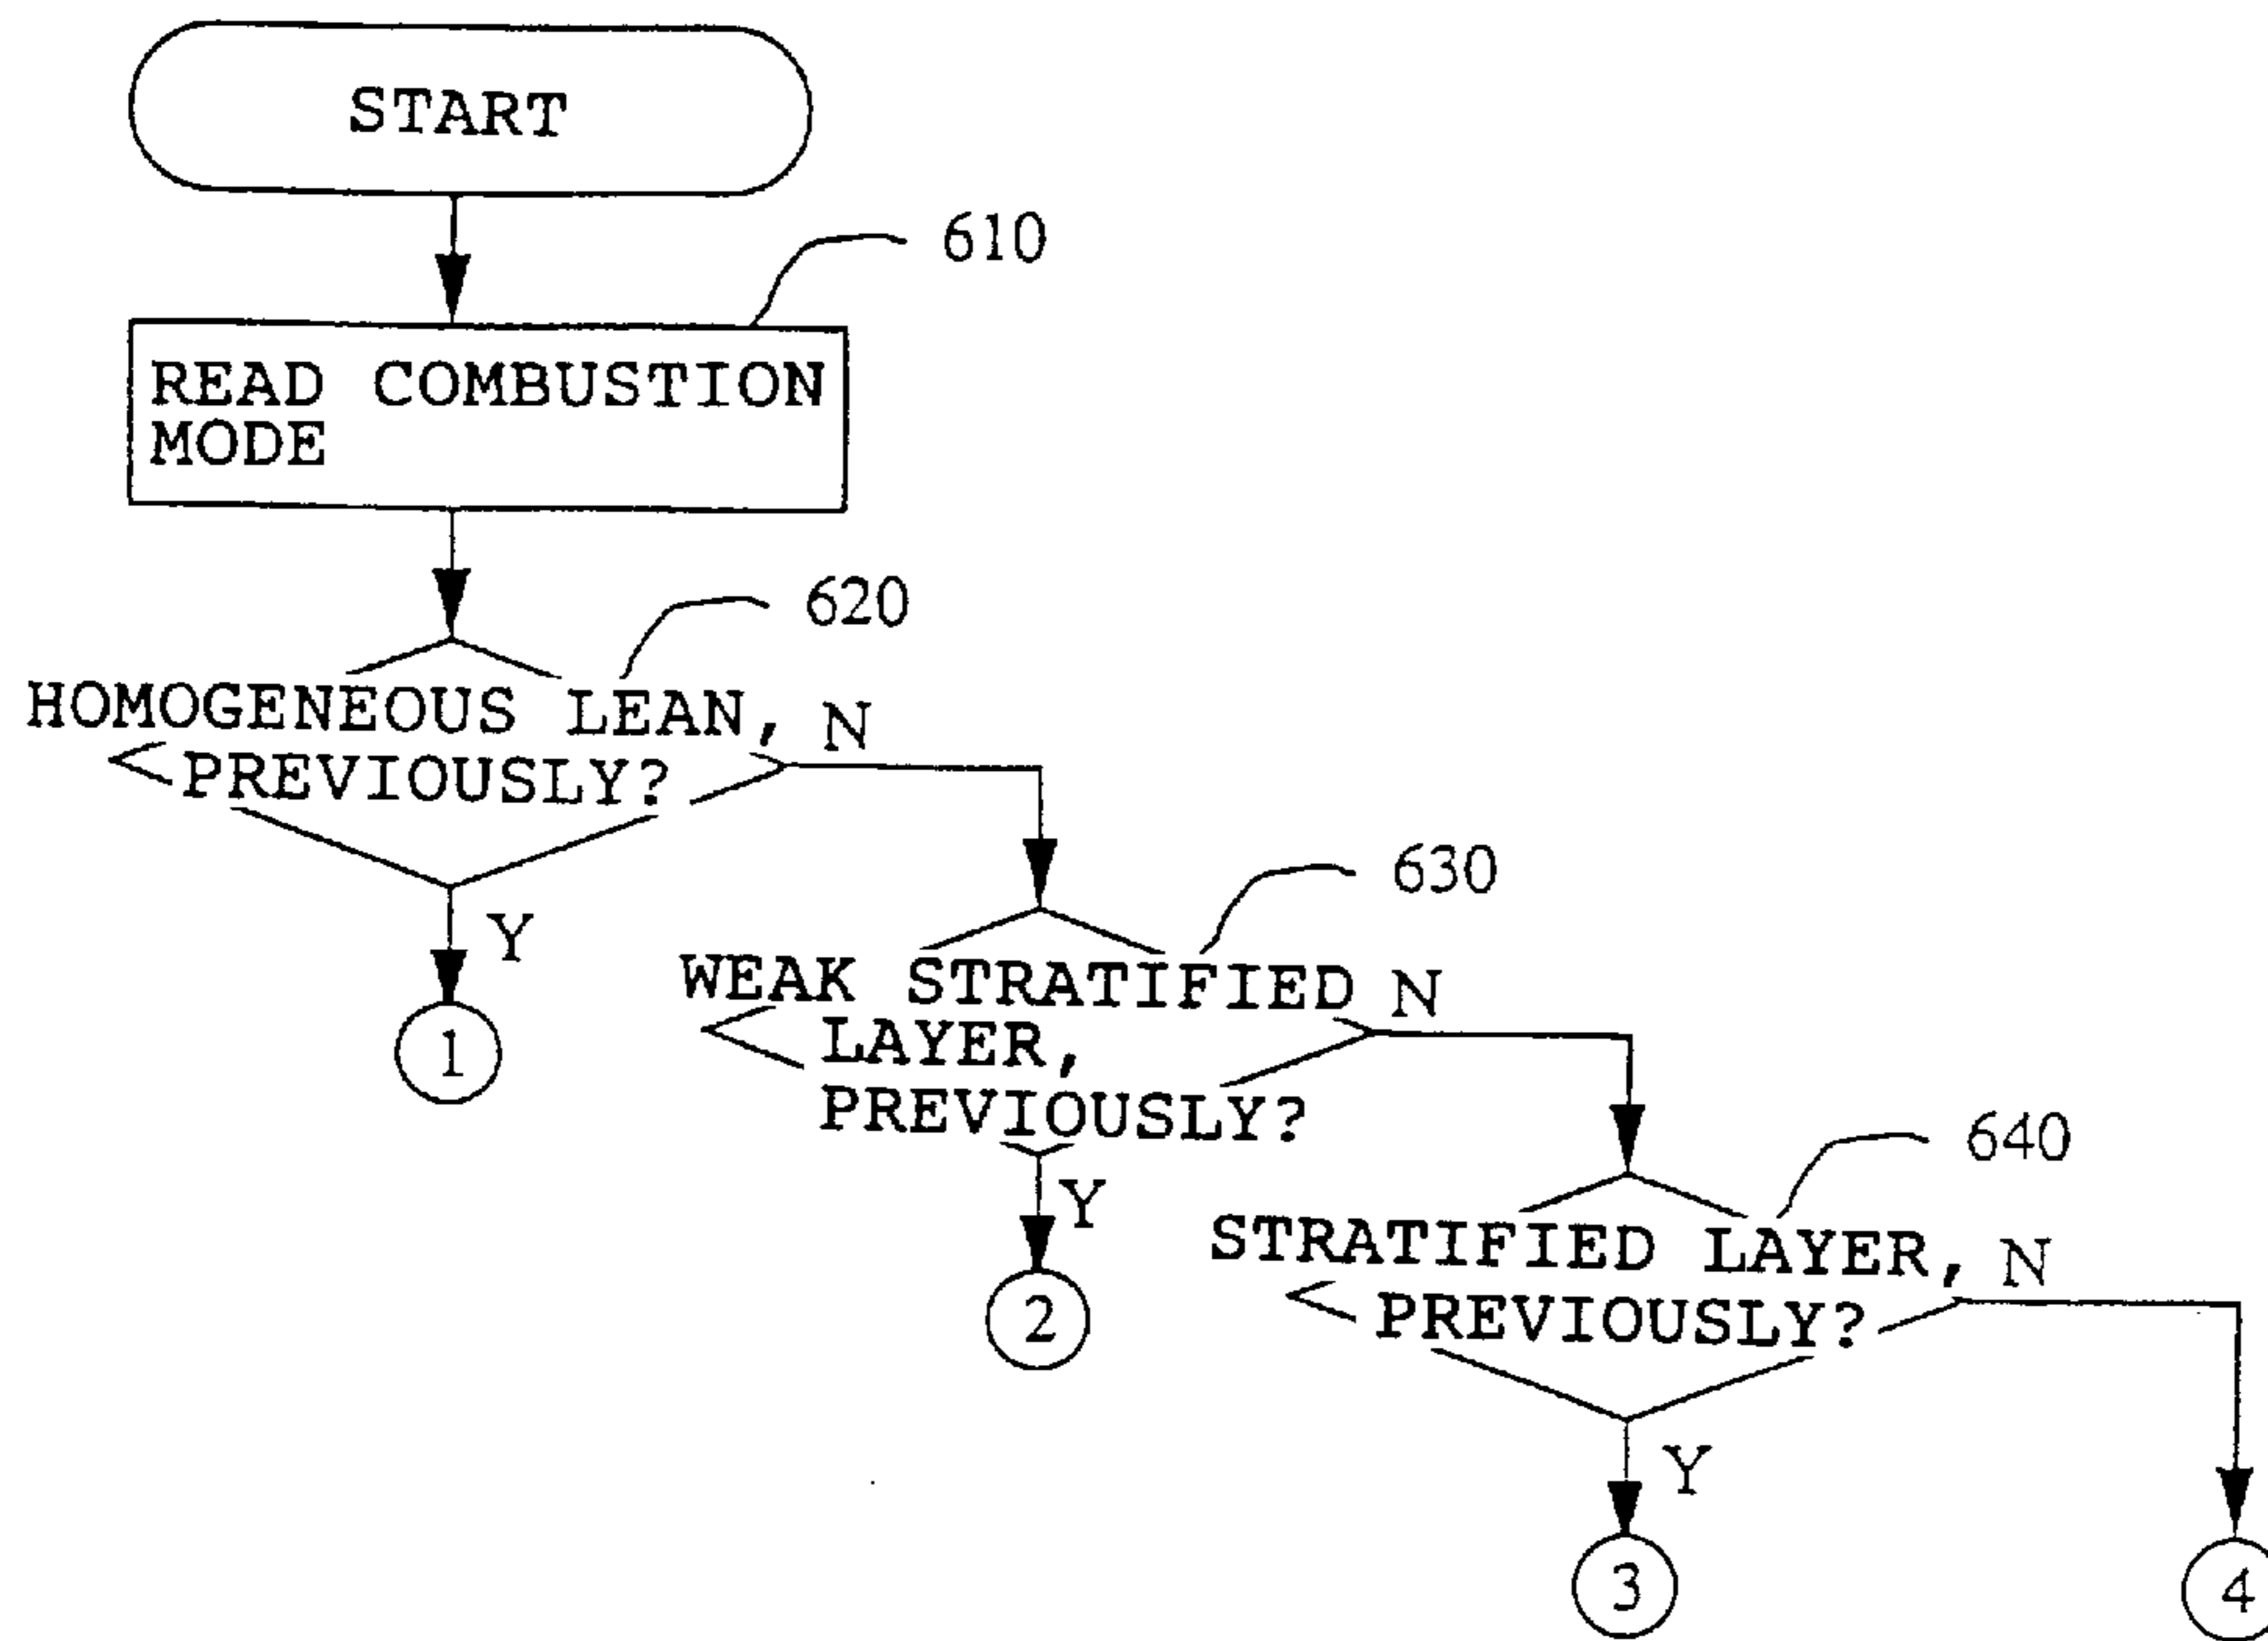 START
610
READ COMBUSTION
MODE
620
HOMOGENEOUS LEAN, N
PREVIOUSLY?
Y
1
630
WEAK STRATIFIED N
LAYER,
PREVIOUSLY?
Y
2
640
STRATIFIED LAYER, N
PREVIOUSLY?
Y
3
4